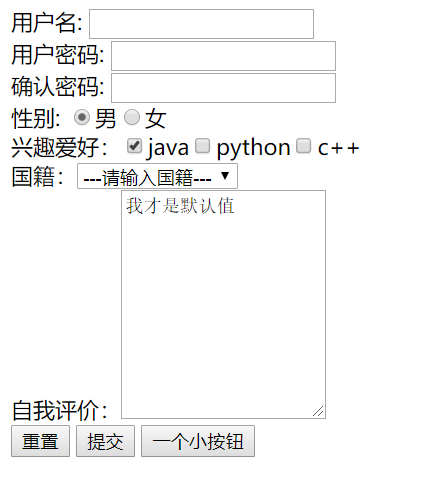 用户名:
用户密码:
确认密码:
性别: 男 女
兴趣爱好： java python c++
国籍： ---请输入国籍---
我才是默认值
自我评价：
重置 提交 一个小按钮